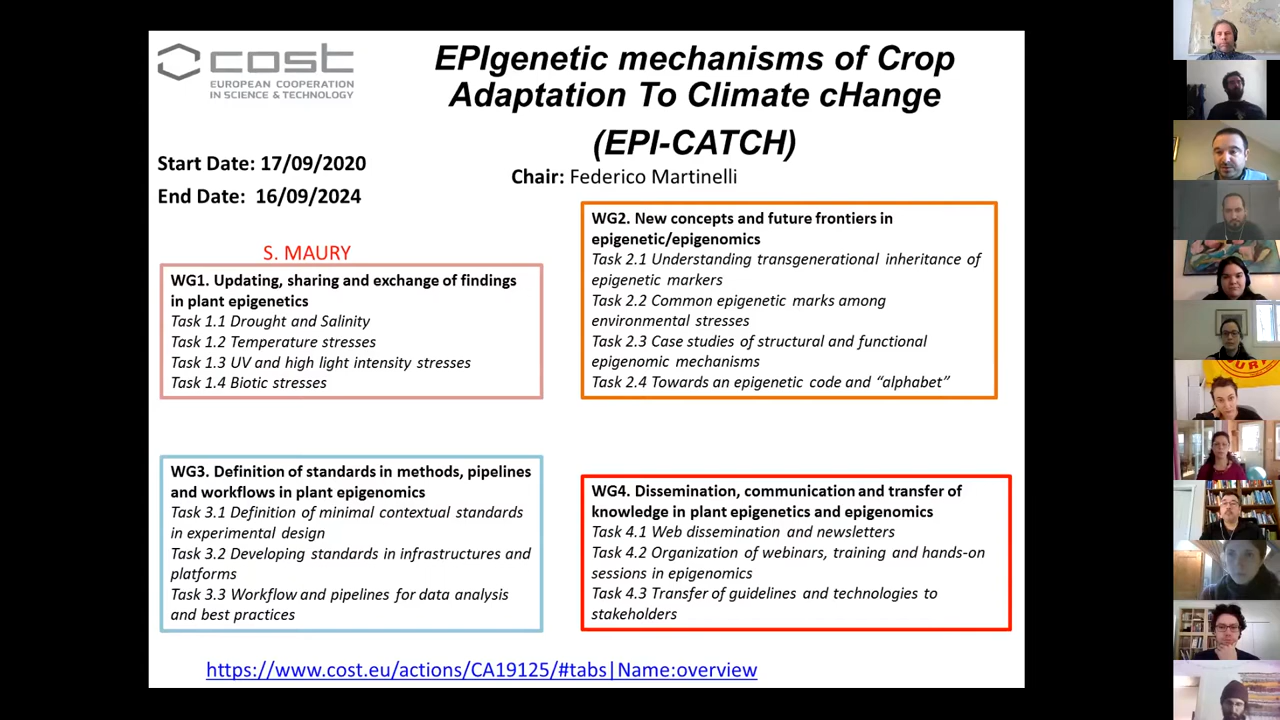 cost
EUROPEAN COOPERATION
IN SCIENCE & TECHNOLOGY
EPIgenetic mechanisms of Crop
Adaptation To Climate cHange
(EPI-CATCH)
Start Date: 17/09/2020
End Date: 16/09/2024
Chair: Federico Martinelli
S. MAURY
WG1. Updating, sharing and exchange of findings
in plant epigenetics
Task 1.1 Drought and Salinity
Task 1.2 Temperature stresses
Task 1.3 UV and high light intensity stresses
Task 1.4 Biotic stresses
WG2. New concepts and future frontiers in
epigenetic/epigenomics
Task 2.1 Understanding transgenerational inheritance of
epigenetic markers
Task 2.2 Common epigenetic marks among
environmental stresses
Task 2.3 Case studies of structural and functional
epigenomic mechanisms
Task 2.4 Towards an epigenetic code and “alphabet”
WG3. Definition of standards in methods, pipelines
and workflows in plant epigenomics
Task 3.1 Definition of minimal contextual standards
in experimental design
Task 3.2 Developing standards in infrastructures and
platforms
Task 3.3 Workflow and pipelines for data analysis
and best practices
WG4. Dissemination, communication and transfer of
knowledge in plant epigenetics and epigenomics
Task 4.1 Web dissemination and newsletters
Task 4.2 Organization of webinars, training and hands-on
sessions in epigenomics
Task 4.3 Transfer of guidelines and technologies to
stakeholders
https://www.cost.eu/actions/CA19125/#tabs|Name:overview